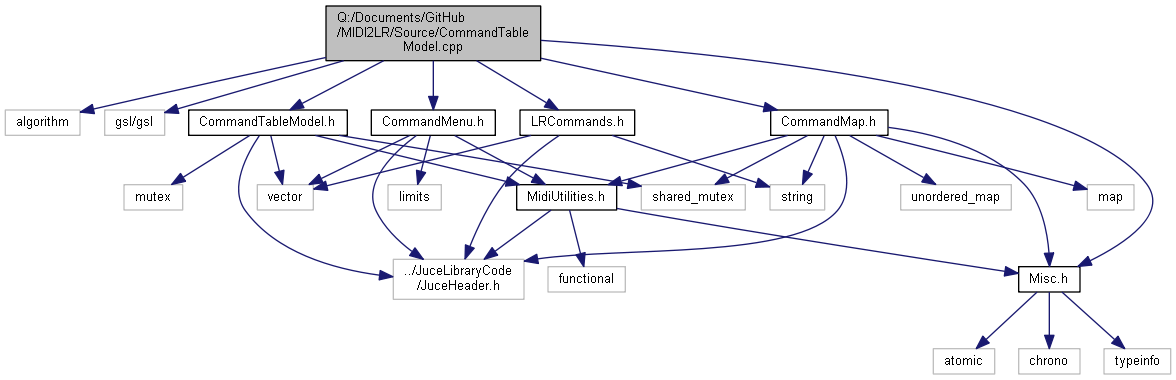 Q:/Documents/GitHub
/MIDI2LR/Source/CommandTable
Model.cpp
algorithm
gsl/gsl
CommandTableModel.h
CommandMenu.h
LRCommands.h
CommandMap.h
mutex
vector
limits
MidiUtilities.h
shared_mutex
string
unordered_map
map
../JuceLibraryCode
/JuceHeader.h
functional
Misc.h
atomic
chrono
typeinfo